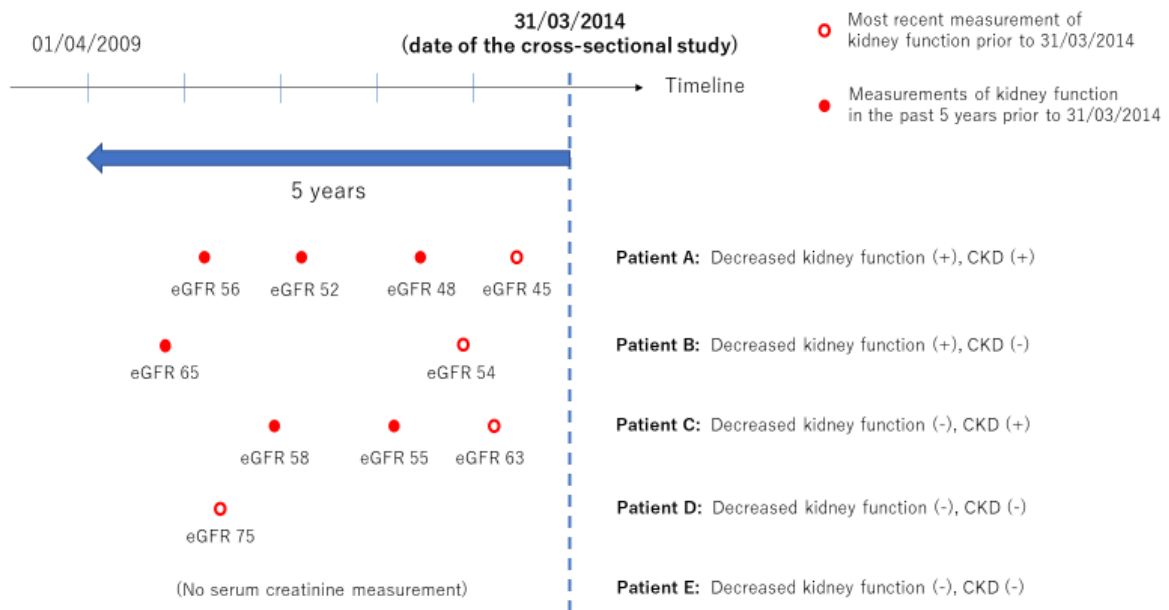 01/04/2009
31/03/2014
(date of the cross-sectional study)
Most recent measurement of
kidney function prior to 31/03/2014
Timeline
Measurements of kidney function
in the past 5 years prior to 31/03/2014
5 years
Patient A: Decreased kidney function (+), CKD (+)
eGFR 56 eGFR 52 eGFR 48 eGFR 45
Patient B: Decreased kidney function (+), CKD (-)
eGFR 65 eGFR 54
Patient C: Decreased kidney function (-), CKD (+)
eGFR 58 eGFR 55 eGFR 63
Patient D: Decreased kidney function (-), CKD (-)
eGFR 75
(No serum creatinine measurement) Patient E: Decreased kidney function (-), CKD (-)